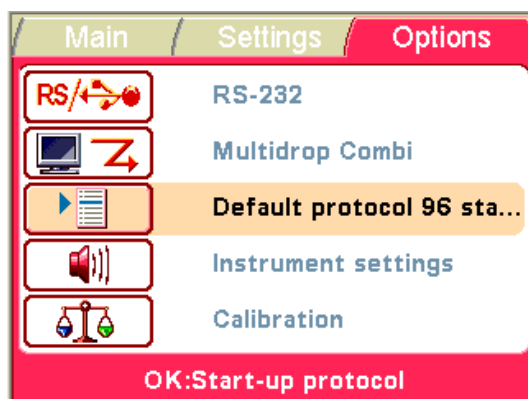 Main Settings Options
RS/ RS-232
Multidrop Combi
Default protocol 96 sta...
Instrument settings
Calibration
OK:Start-up protocol